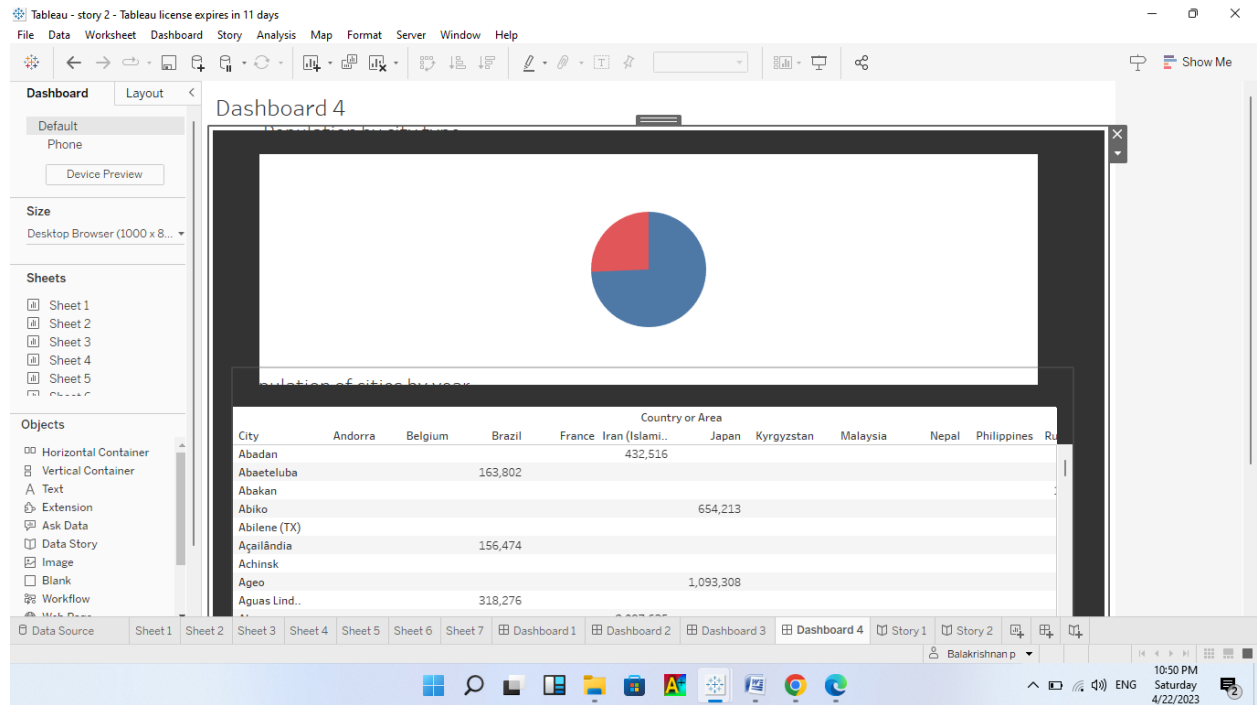 Tableau - story 2 - Tableau license expires in 11 days
File Data Worksheet Dashboard Story Analysis Map Format Server Window Help
Show Me
Dashboard Layout
Default
Phone
Device Preview
Size
Desktop Browser (1000 x 8...
Sheets
Sheet 1
Sheet 2
Sheet 3
Sheet 4
Sheet 5
Objects
Horizontal Container
Vertical Container
Text
Extension
Ask Data
Data Story
Image
Blank
Workflow
Dashboard 4
Population by city type
Country or Area
City Andorra Belgium Brazil France Iran (Islami.. Japan Kyrgyzstan Malaysia Nepal Philippines Ru
Abadan 432,516
Abaeteluba 163,802
Abakan
Abiko 654,213
Abilene (TX)
Açailândia 156,474
Achinsk
Ageo 1,093,308
Aguas Lind.. 318,276
Data Source Sheet 1 Sheet 2 Sheet 3 Sheet 4 Sheet 5 Sheet 6 Sheet 7 Dashboard 1 Dashboard 2 Dashboard 3 Dashboard 4 Story 1 Story 2
Balakrishnan p
ENG
10:50 PM
Saturday
4/22/2023
2